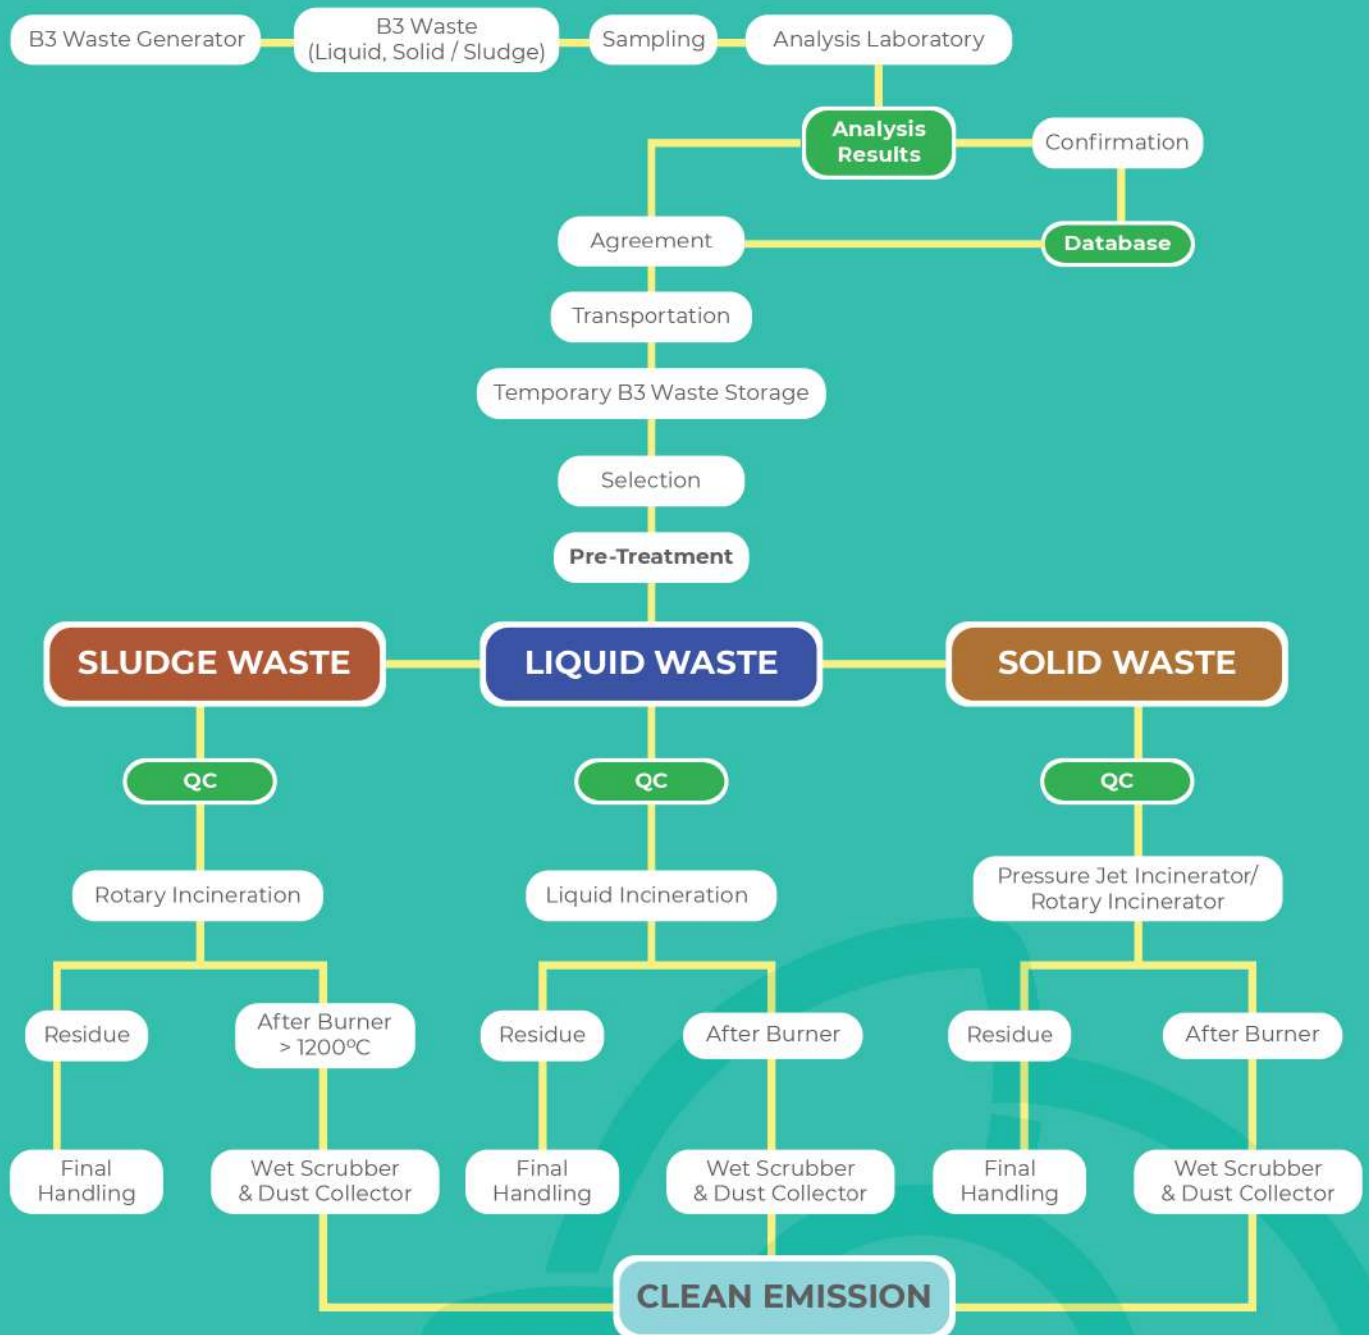 B3 Waste Generator
B3 Waste
(Liquid, Solid / Sludge)
Sampling
Analysis Laboratory
Analysis
Results
Confirmation
Agreement
Database
Transportation
Temporary B3 Waste Storage
Selection
Pre-Treatment
SLUDGE WASTE
LIQUID WASTE
SOLID WASTE
QC
QC
QC
Rotary Incineration
Liquid Incineration
Pressure Jet Incinerator/
Rotary Incinerator
Residue
After Burner
> 1200ºC
Residue
After Burner
Residue
After Burner
Final
Handling
Wet Scrubber
& Dust Collector
Final
Handling
Wet Scrubber
& Dust Collector
Final
Handling
Wet Scrubber
& Dust Collector
CLEAN EMISSION